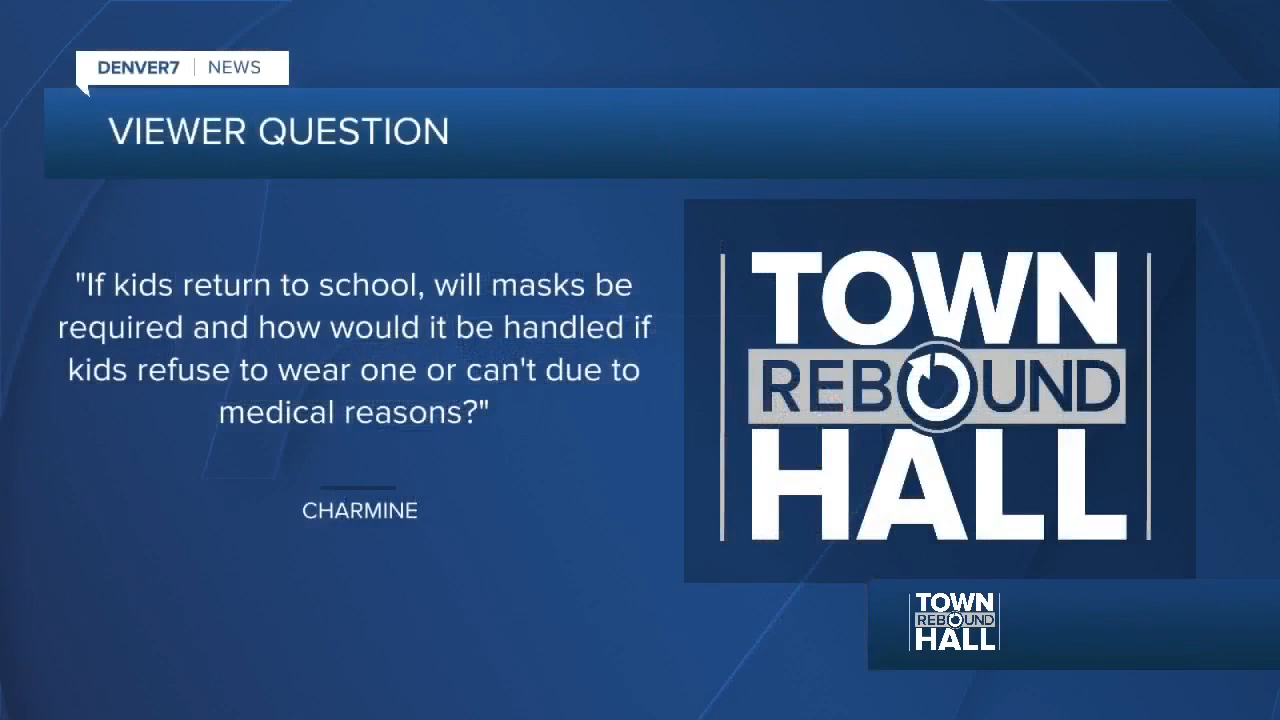 DENVER7 | NEWS
VIEWER QUESTION
"If kids return to school, will masks be
required and how would it be handled if
kids refuse to wear one or can't due to
medical reasons?"
CHARMINE
TOWN
REBOUND
HALL
TOWN
REBOUND
HALL